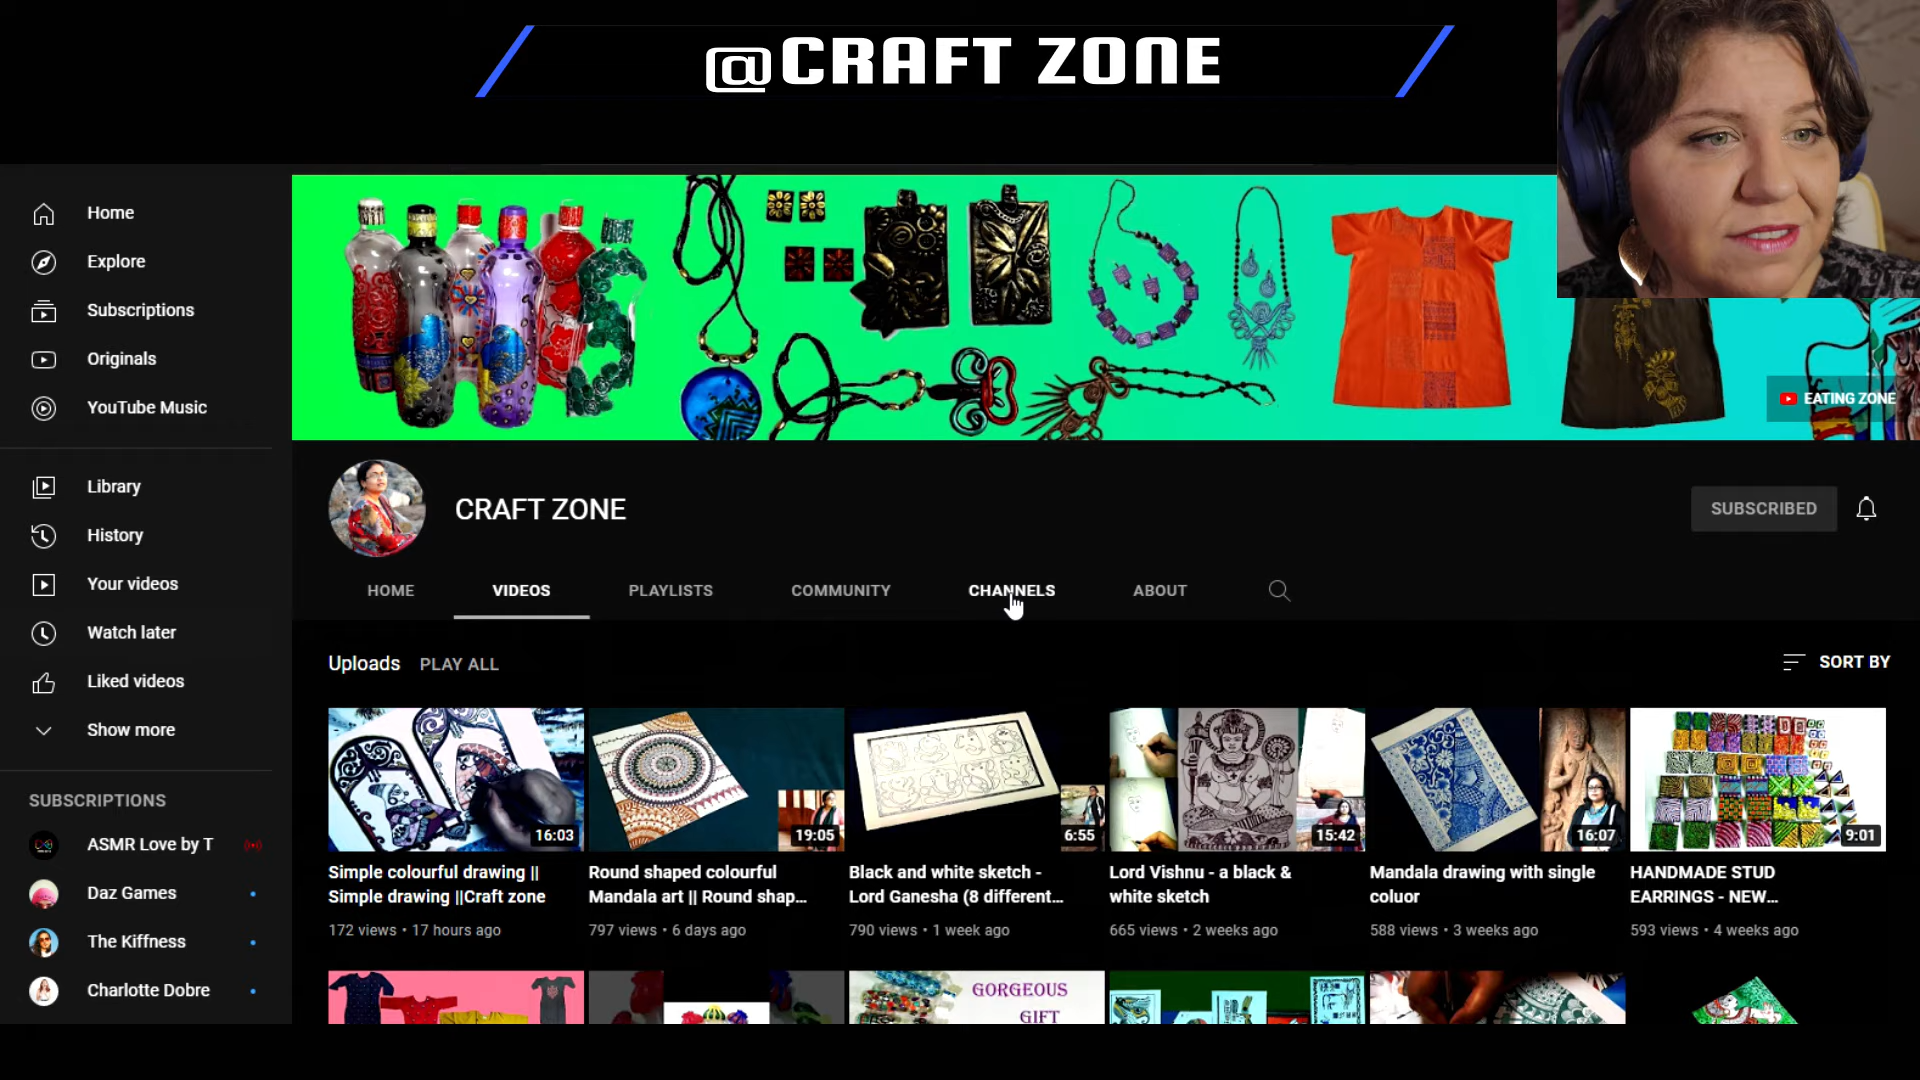 @CRAFT ZONE
Home
Explore
Subscriptions
Originals
YouTube Music
Library
History
Your videos
Watch later
Liked videos
Show more
SUBSCRIPTIONS
ASMR Love by T
Daz Games
The Kiffness
Charlotte Dobre
EATING ZONE
CRAFT ZONE
SUBSCRIBED
HOME VIDEOS PLAYLISTS COMMUNITY CHANNELS ABOUT
Uploads PLAY ALL
SORT BY
16:03
Simple colourful drawing ||
Simple drawing ||Craft zone
172 views • 17 hours ago
19:05
Round shaped colourful
Mandala art || Round shap...
797 views • 6 days ago
6:55
Black and white sketch -
Lord Ganesha (8 different...
790 views • 1 week ago
15:42
Lord Vishnu - a black &
white sketch
665 views • 2 weeks ago
16:07
Mandala drawing with single
coluor
588 views • 3 weeks ago
9:01
HANDMADE STUD
EARRINGS - NEW...
593 views • 4 weeks ago
GORGEOUS
GIFT